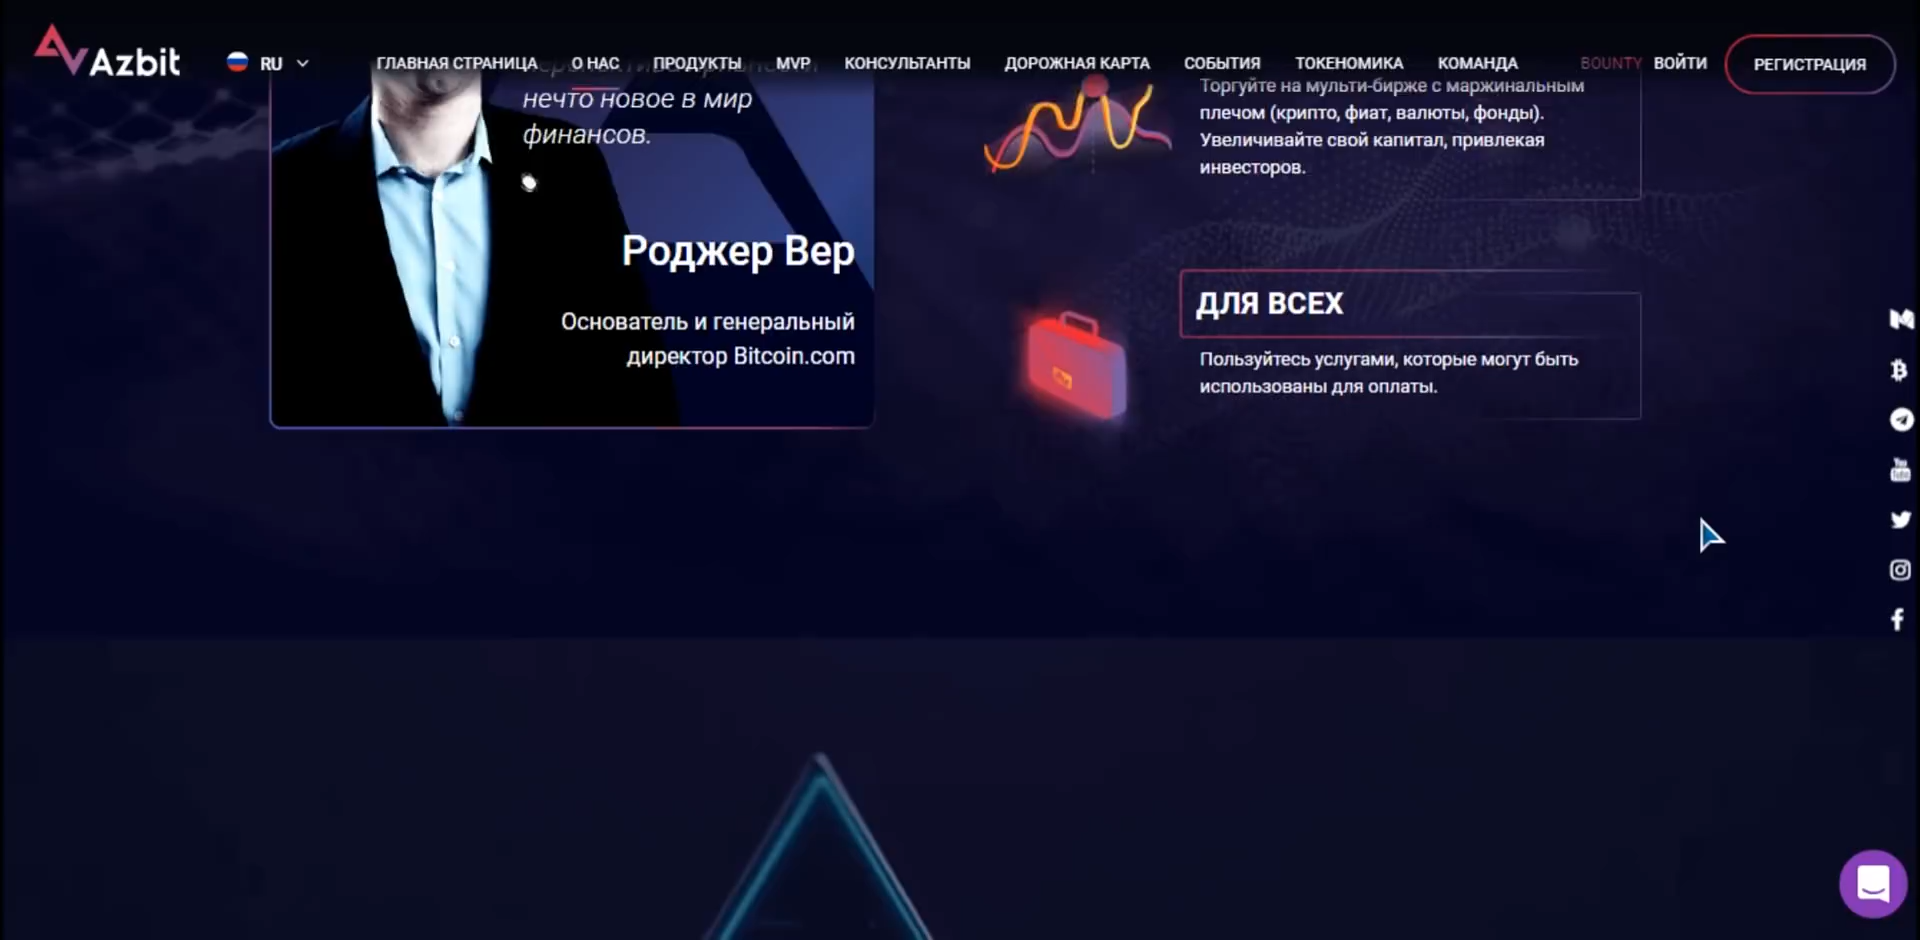 Azbit
RU
ГЛАВНАЯ СТРАНИЦА
О НАС
ПРОДУКТЫ
MVP
КОНСУЛЬТАНТЫ
ДОРОЖНАЯ КАРТА
СОБЫТИЯ
ТОКЕНОМИКА
КОМАНДА
BOUNTY
ВОЙТИ
РЕГИСТРАЦИЯ
нечто новое в мир
финансов.
Роджер Вер
Основатель и генеральный
директор Bitcoin.com
Торгуйте на мульти-бирже с маржинальным
плечом (крипто, фиат, валюты, фонды).
Увеличивайте свой капитал, привлекая
инвесторов.
ДЛЯ ВСЕХ
Пользуйтесь услугами, которые могут быть
использованы для оплаты.